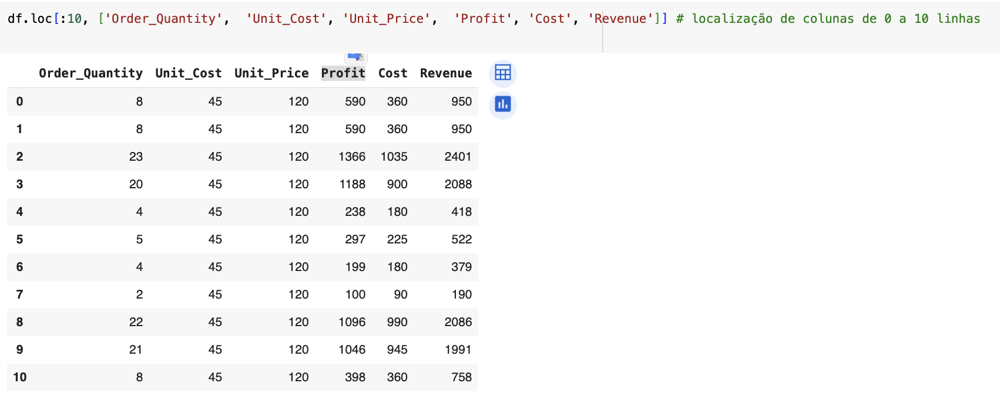 df.loc[:10, ['Order_Quantity',  'Unit_Cost', 'Unit_Price',  'Profit', 'Cost', 'Revenue']] # localização de colunas de 0 a 10 linhas
Order_Quantity Unit_Cost Unit_Price Profit Cost Revenue
0 8 45 120 590 360 950
1 8 45 120 590 360 950
2 23 45 120 1366 1035 2401
3 20 45 120 1188 900 2088
4 4 45 120 238 180 418
5 5 45 120 297 225 522
6 4 45 120 199 180 379
7 2 45 120 100 90 190
8 22 45 120 1096 990 2086
9 21 45 120 1046 945 1991
10 8 45 120 398 360 758